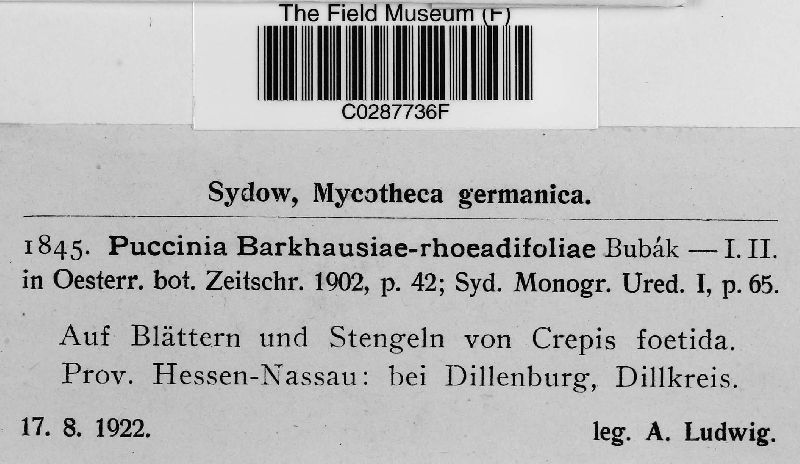 The Field Museum (F)
C0287736F
Sydow, Mycotheca germanica.
1845. Puccinia Barkhausiae-rhoeadifoliae Bubák — I. II.
in Oesterr. bot. Zeitschr. 1902, p. 42; Syd. Monogr. Ured. I, p. 65.
Auf Blättern und Stengeln von Crepis foetida.
Prov. Hessen-Nassau: bei Dillenburg, Dillkreis.
17. 8. 1922. leg. A. Ludwig.